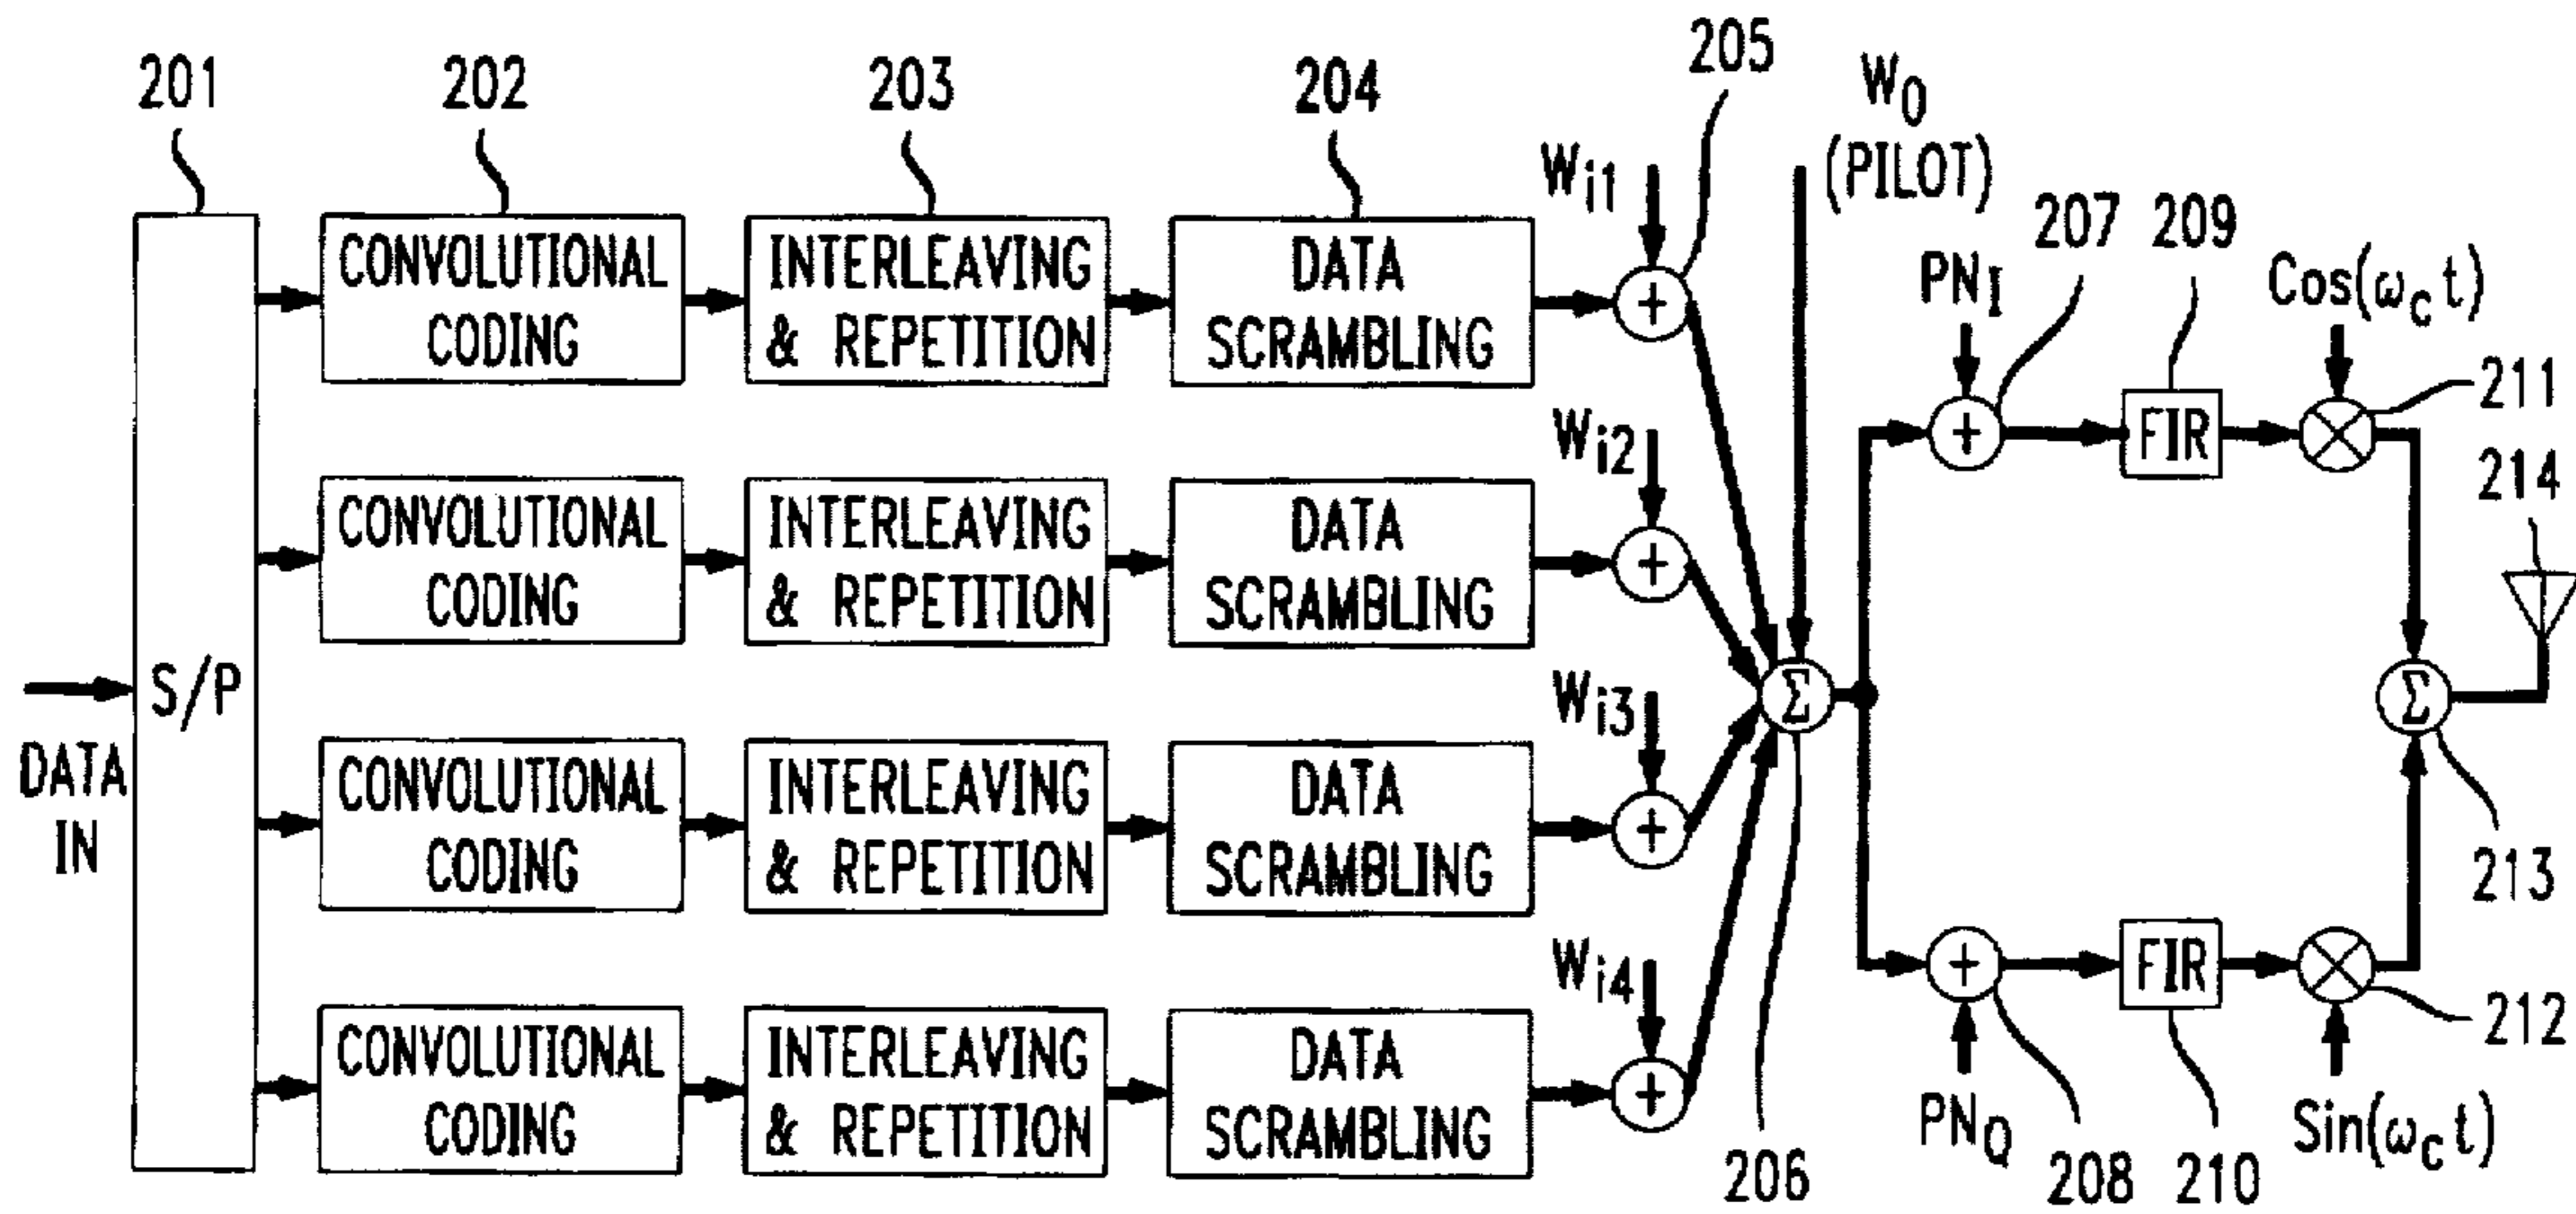 201
202
203
204
205
W0
(PILOT)
Wi1
207
209
PNI
Cos(ωct)
211
CONVOLUTIONAL
CODING
INTERLEAVING
& REPETITION
DATA
SCRAMBLING
+
+
FIR
214
Wi2
CONVOLUTIONAL
CODING
INTERLEAVING
& REPETITION
DATA
SCRAMBLING
+
S/P
DATA
IN
Wi3
Σ
Σ
CONVOLUTIONAL
CODING
INTERLEAVING
& REPETITION
DATA
SCRAMBLING
+
213
Wi4
+
FIR
212
CONVOLUTIONAL
CODING
INTERLEAVING
& REPETITION
DATA
SCRAMBLING
+
PNQ
Sin(ωct)
206
208
210